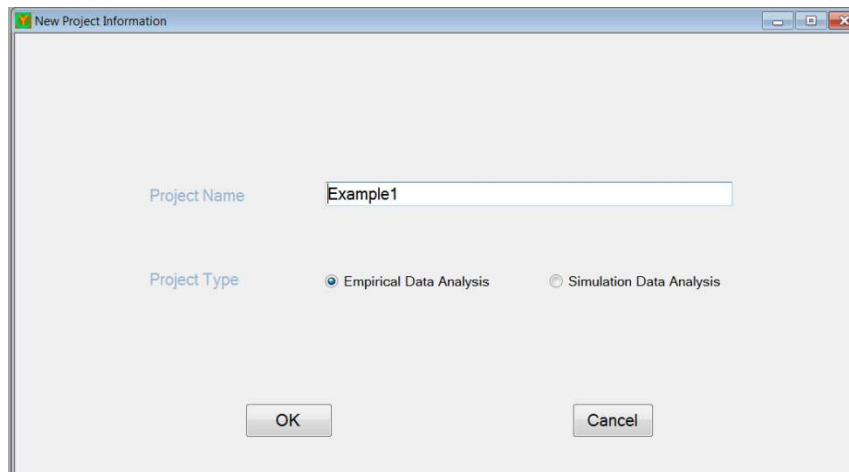 New Project Information
Project Name Example1
Project Type Empirical Data Analysis Simulation Data Analysis
OK Cancel